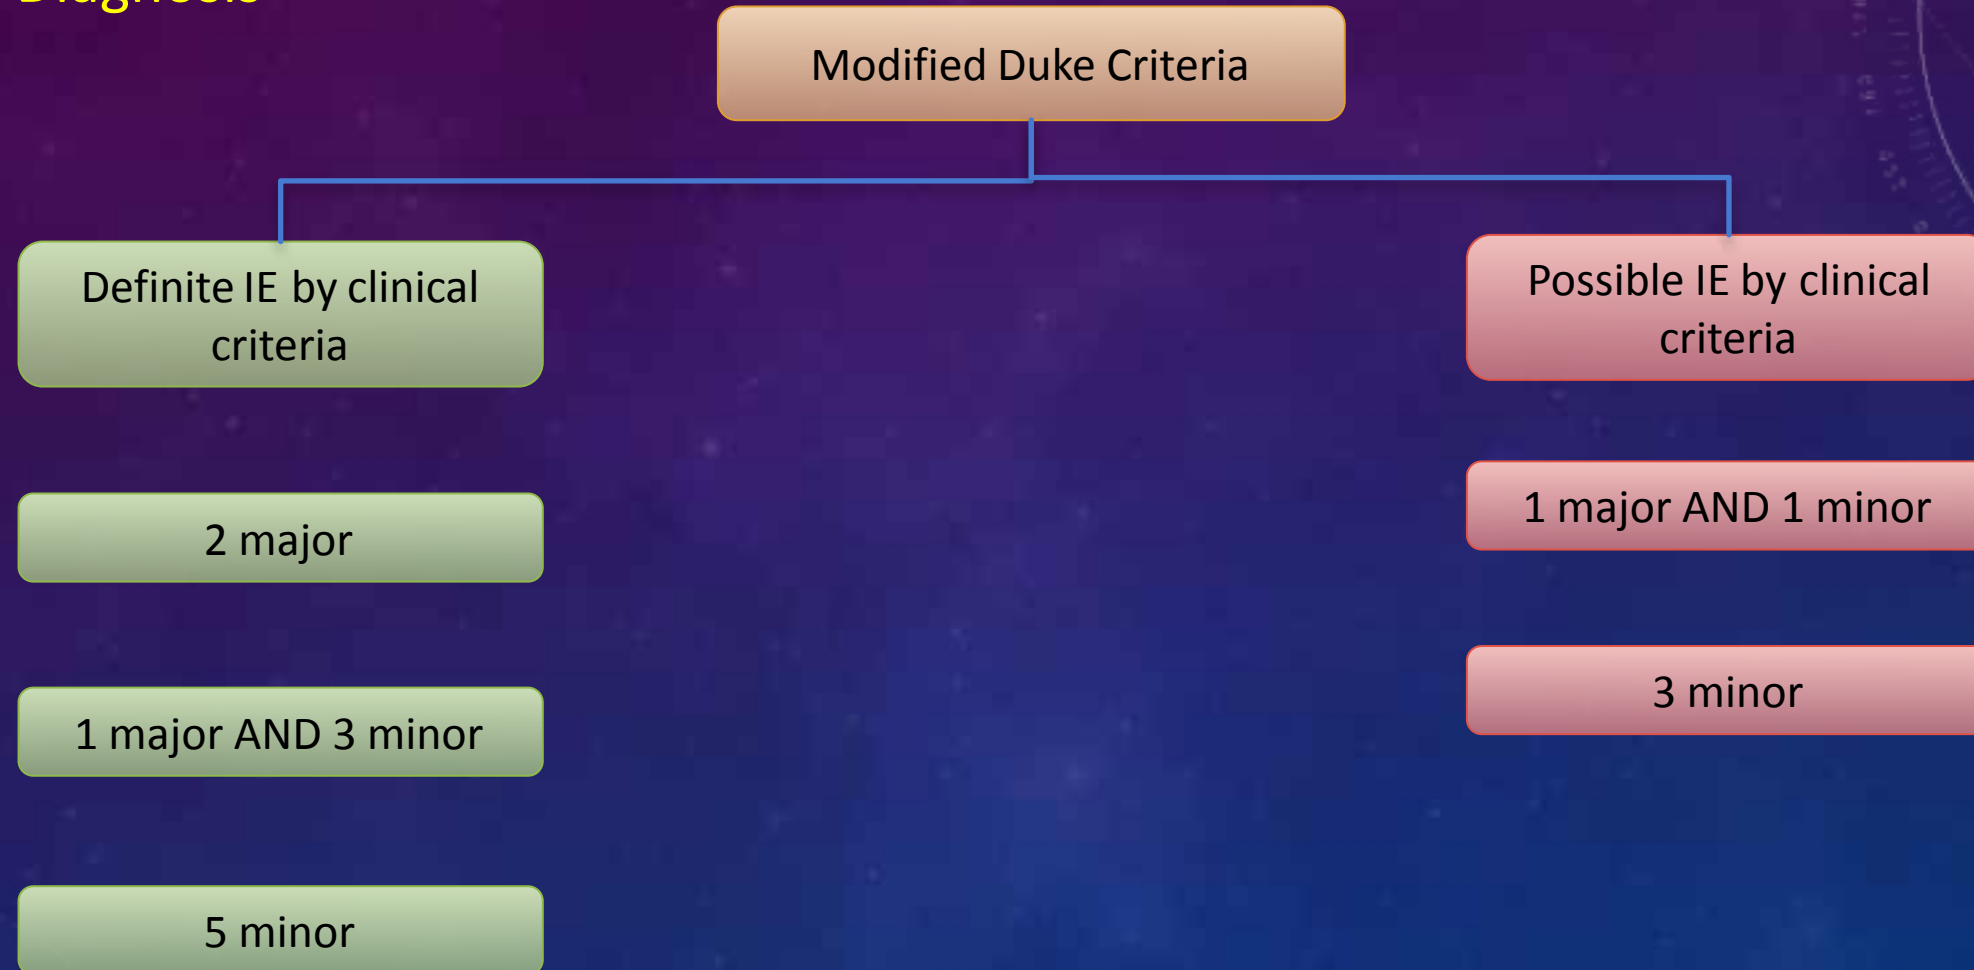 Diagnosis
Modified Duke Criteria
Definite IE by clinical
criteria
2 major
1 major AND 3 minor
5 minor
Possible IE by clinical
criteria
1 major AND 1 minor
3 minor